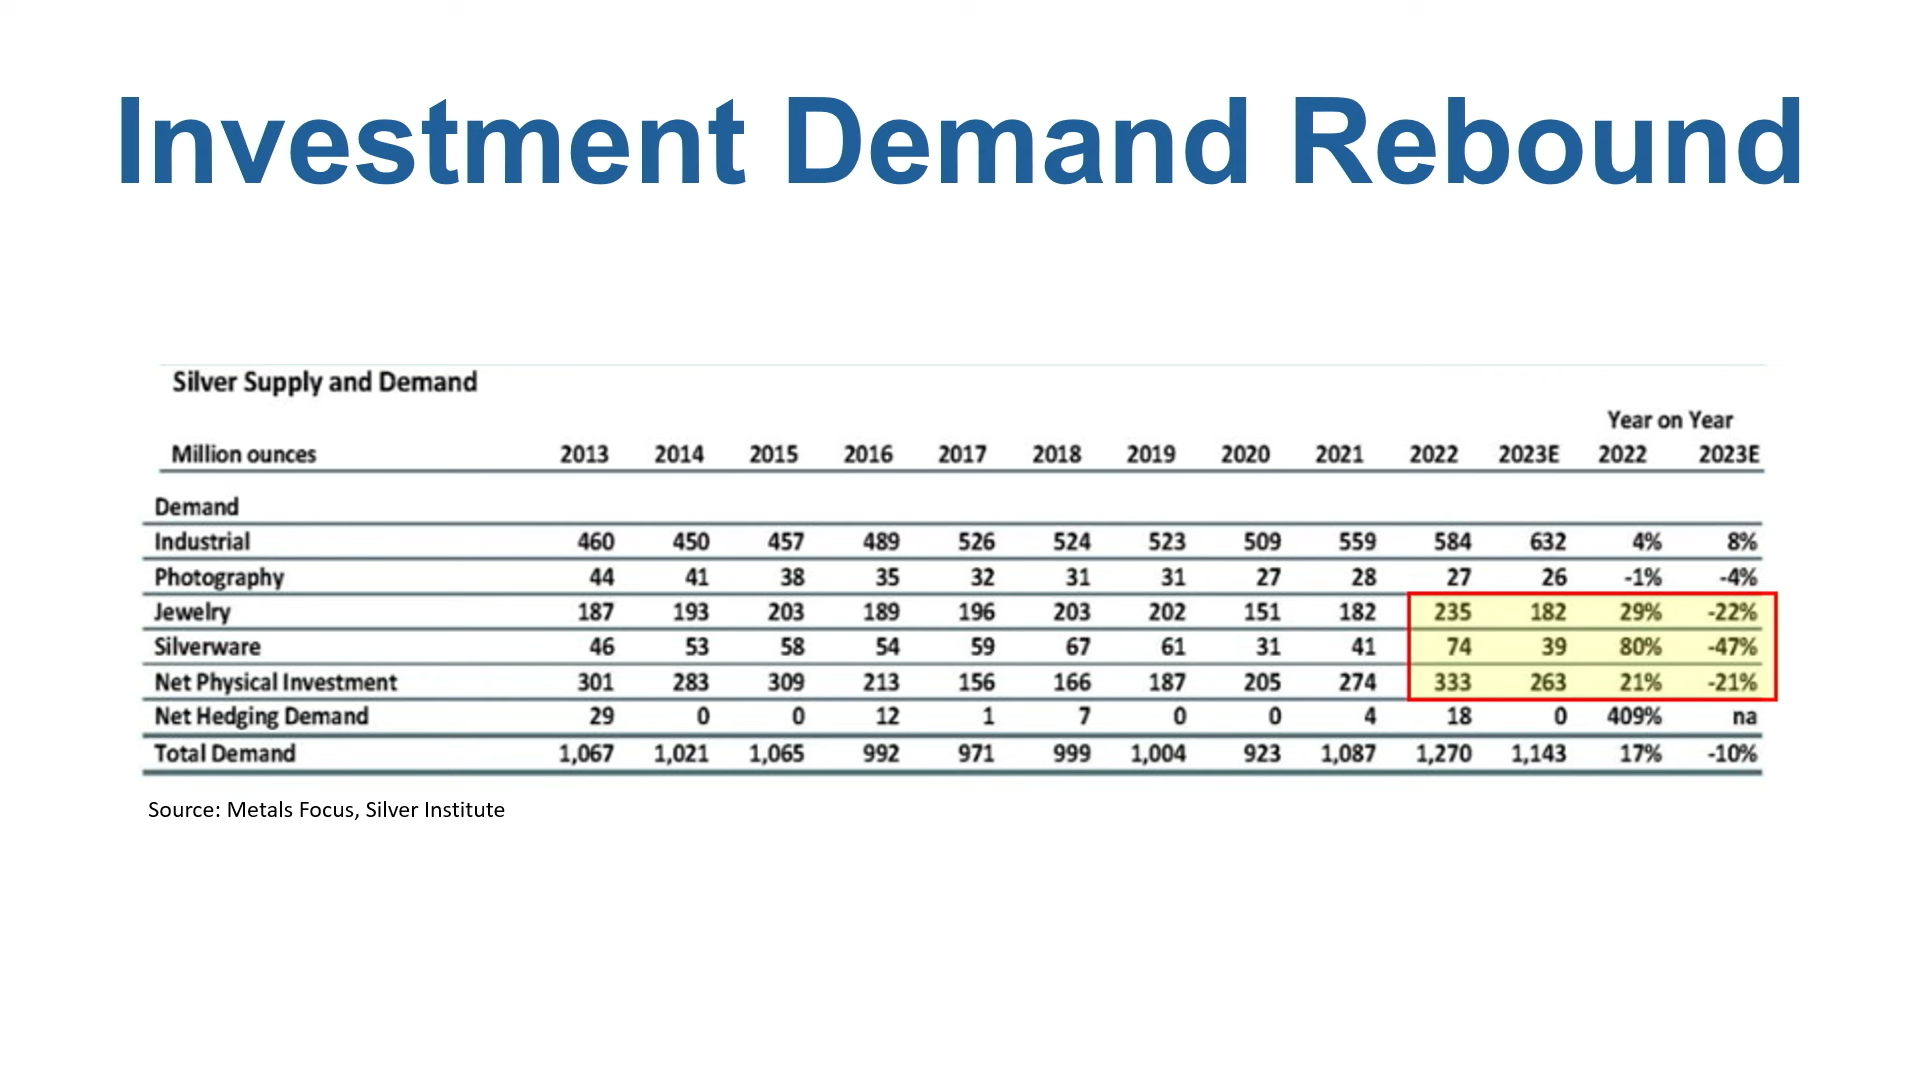 Investment Demand Rebound
Silver Supply and Demand
Year on Year
Million ounces 2013 2014 2015 2016 2017 2018 2019 2020 2021 2022 2023E 2022 2023E
Demand
Industrial 460 450 457 489 526 524 523 509 559 584 632 4% 8%
Photography 44 41 38 35 32 31 31 27 28 27 26 -1% -4%
Jewelry 187 193 203 189 196 203 202 151 182 235 182 29% -22%
Silverware 46 53 58 54 59 67 61 31 41 74 39 80% -47%
Net Physical Investment 301 283 309 213 156 166 187 205 274 333 263 21% -21%
Net Hedging Demand 29 0 0 12 1 7 0 0 4 18 0 409% na
Total Demand 1,067 1,021 1,065 992 971 999 1,004 923 1,087 1,270 1,143 17% -10%
Source: Metals Focus, Silver Institute